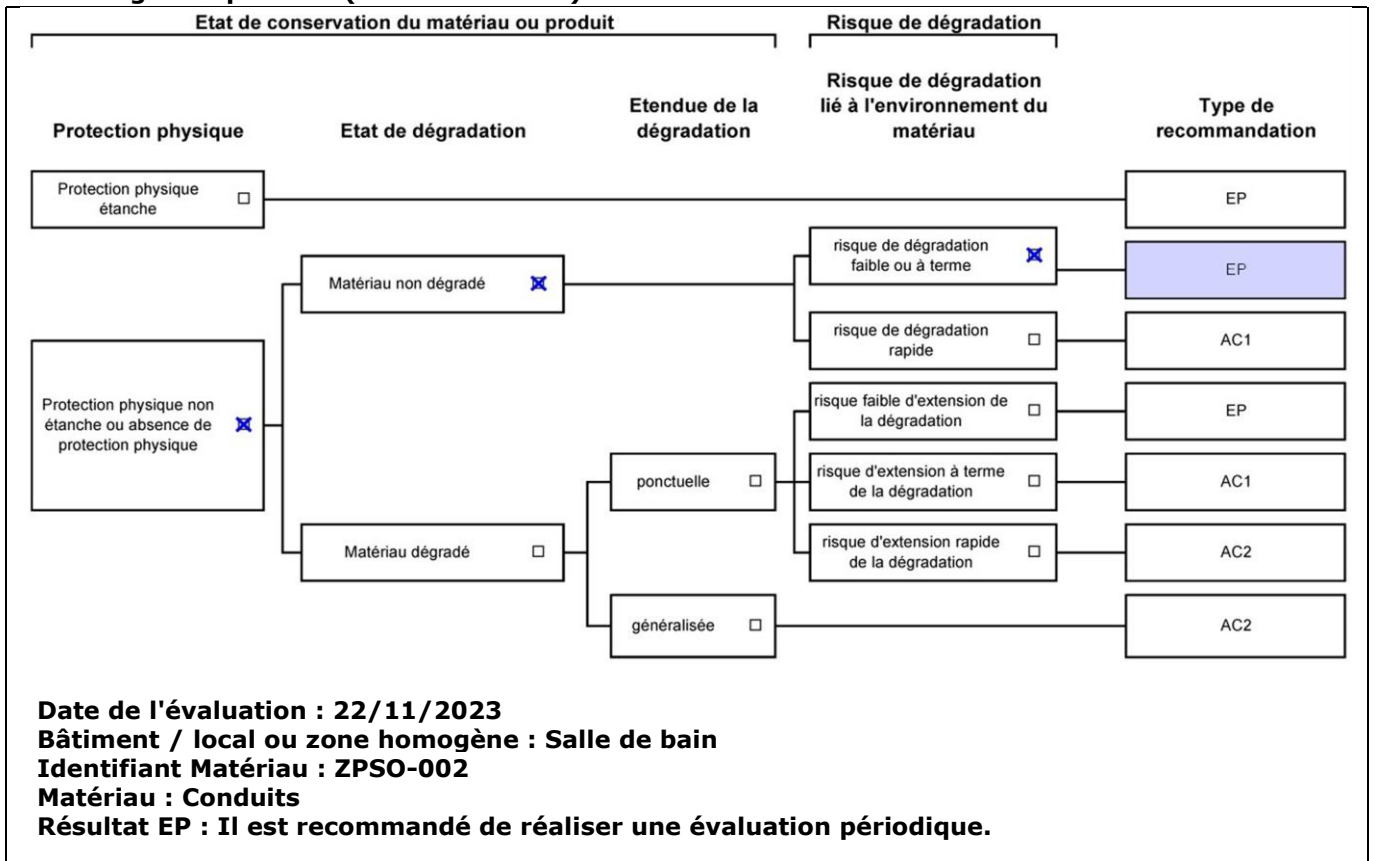 Etat de conservation du matériau ou produit
Risque de dégradation
Protection physique
Etat de dégradation
Etendue de la
dégradation
Risque de dégradation
lié à l'environnement du
matériau
Type de
recommandation
Protection physique
étanche
EP
risque de dégradation
faible ou à terme
EP
Matériau non dégradé
risque de dégradation
rapide
AC1
Protection physique non
étanche ou absence de
protection physique
risque faible d'extension de
la dégradation
EP
ponctuelle
risque d'extension à terme
de la dégradation
AC1
Matériau dégradé
risque d'extension rapide
de la dégradation
AC2
généralisée
AC2
Date de l'évaluation : 22/11/2023
Bâtiment / local ou zone homogène : Salle de bain
Identifiant Matériau : ZPSO-002
Matériau : Conduits
Résultat EP : Il est recommandé de réaliser une évaluation périodique.